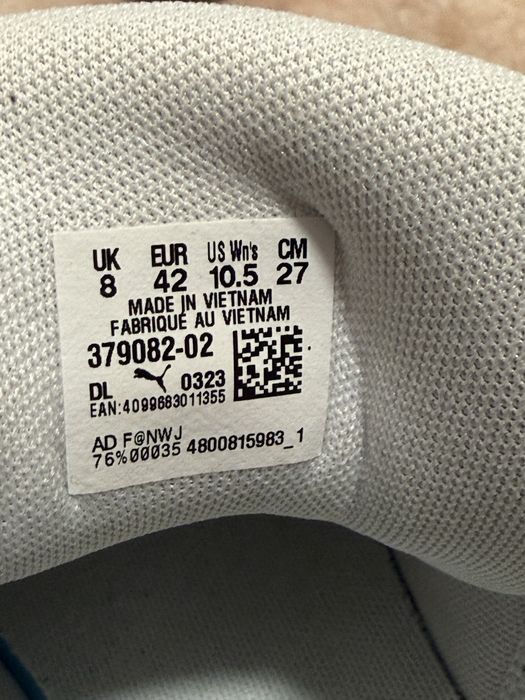 UK EUR US Wn's CM
8 42 10.5 27
MADE IN VIETNAM
FABRIQUÉ AU VIETNAM
379082-02
DL 0323
EAN:4099683011355
AD F@NWJ
76%00035 4800815983_1